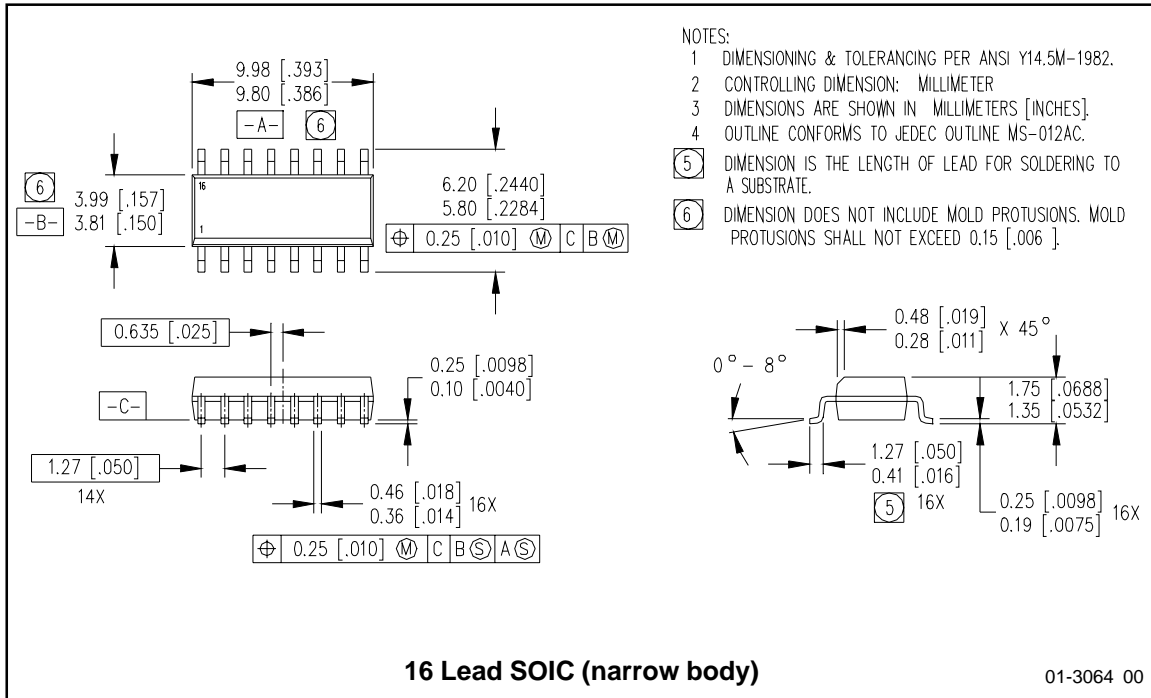 9.98 [.393]
9.80 [.386]
-A- 6
16
1
6
3.99 [.157]
-B- 3.81 [.150]
6.20 [.2440]
5.80 [.2284]
⌖ 0.25 [.010] Ⓜ C B Ⓜ
NOTES:
1 DIMENSIONING & TOLERANCING PER ANSI Y14.5M-1982.
2 CONTROLLING DIMENSION: MILLIMETER
3 DIMENSIONS ARE SHOWN IN MILLIMETERS [INCHES].
4 OUTLINE CONFORMS TO JEDEC OUTLINE MS-012AC.
5 DIMENSION IS THE LENGTH OF LEAD FOR SOLDERING TO
A SUBSTRATE.
6 DIMENSION DOES NOT INCLUDE MOLD PROTUSIONS. MOLD
PROTUSIONS SHALL NOT EXCEED 0.15 [.006 ].
0.635 [.025]
-C-
0.25 [.0098]
0.10 [.0040]
1.27 [.050]
14X
0.46 [.018]
0.36 [.014] 16X
⌖ 0.25 [.010] Ⓜ C B Ⓢ A Ⓢ
0.48 [.019]
0.28 [.011] X 45°
0° - 8°
1.75 [.0688]
1.35 [.0532]
1.27 [.050]
0.41 [.016]
5 16X
0.25 [.0098]
0.19 [.0075] 16X
16 Lead SOIC (narrow body)
01-3064 00